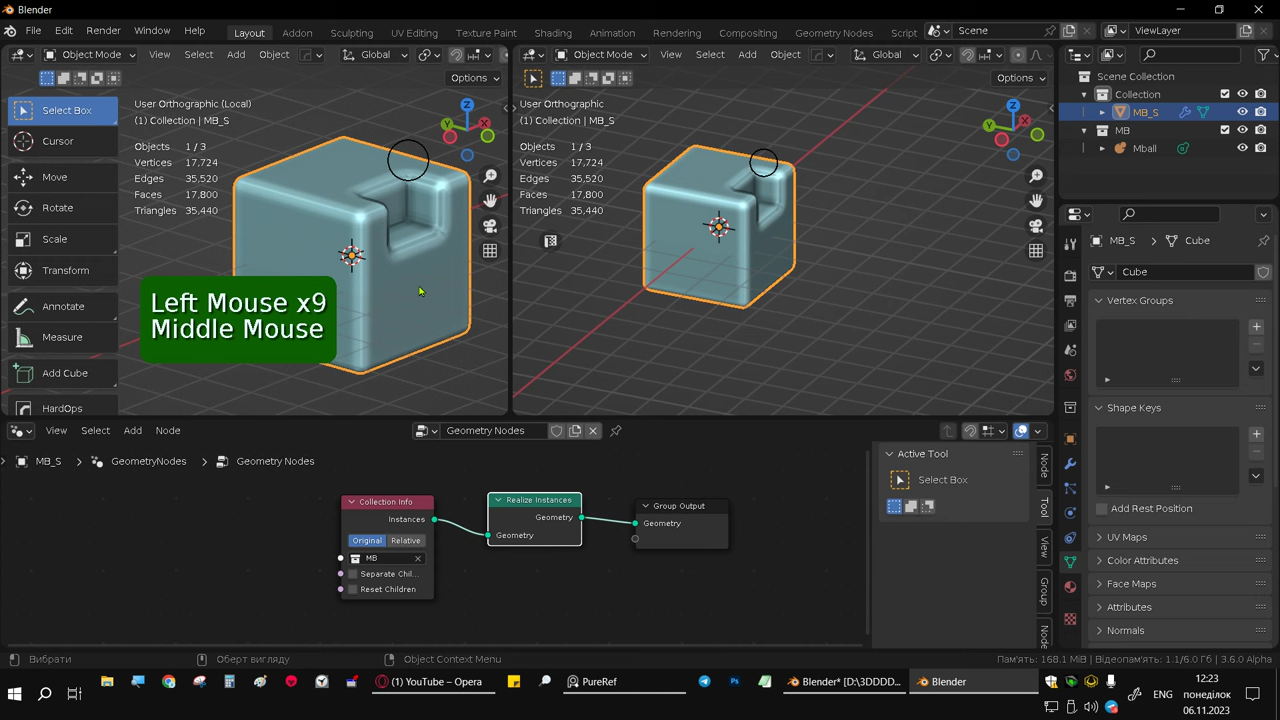 Blender
File Edit Render Window Help Layout Addon Sculpting UV Editing Texture Paint Shading Animation Rendering Compositing Geometry Nodes Script Scene ViewLayer
Object Mode View Select Add Object Global
Object Mode View Select Add Object Global
Options
Options
Select Box
Cursor
Move
Rotate
Scale
Transform
Annotate
Measure
Add Cube
HardOps
User Orthographic (Local)
(1) Collection | MB_S
Objects 1 / 3
Vertices 17,724
Edges 35,520
Faces 17,800
Triangles 35,440
Z
Y
X
Left Mouse x9
Middle Mouse
User Orthographic
(1) Collection | MB_S
Objects 1 / 3
Vertices 17,724
Edges 35,520
Faces 17,800
Triangles 35,440
Z
Y
X
Scene Collection
Collection
MB_S
MB
Mball
MB_S Cube
Cube
Vertex Groups
Shape Keys
Add Rest Position
UV Maps
Color Attributes
Face Maps
Attributes
Normals
View Select Add Node Geometry Nodes
MB_S GeometryNodes Geometry Nodes
Collection Info
Instances
Original Relative
MB
Separate Chil...
Reset Children
Realize Instances
Geometry
Geometry
Group Output
Geometry
Active Tool
Select Box
Node
Tool
View
Group
Node
Вибрати Оберт вигляду Object Context Menu Пам'ять: 168.1 MiB | Відеопам'ять: 1.1/6.0 Гб | 3.6.0 Alpha
(1) YouTube – Opera PureRef Blender* [D:\3DDDD... Blender
ENG
12:23
понеділок
06.11.2023